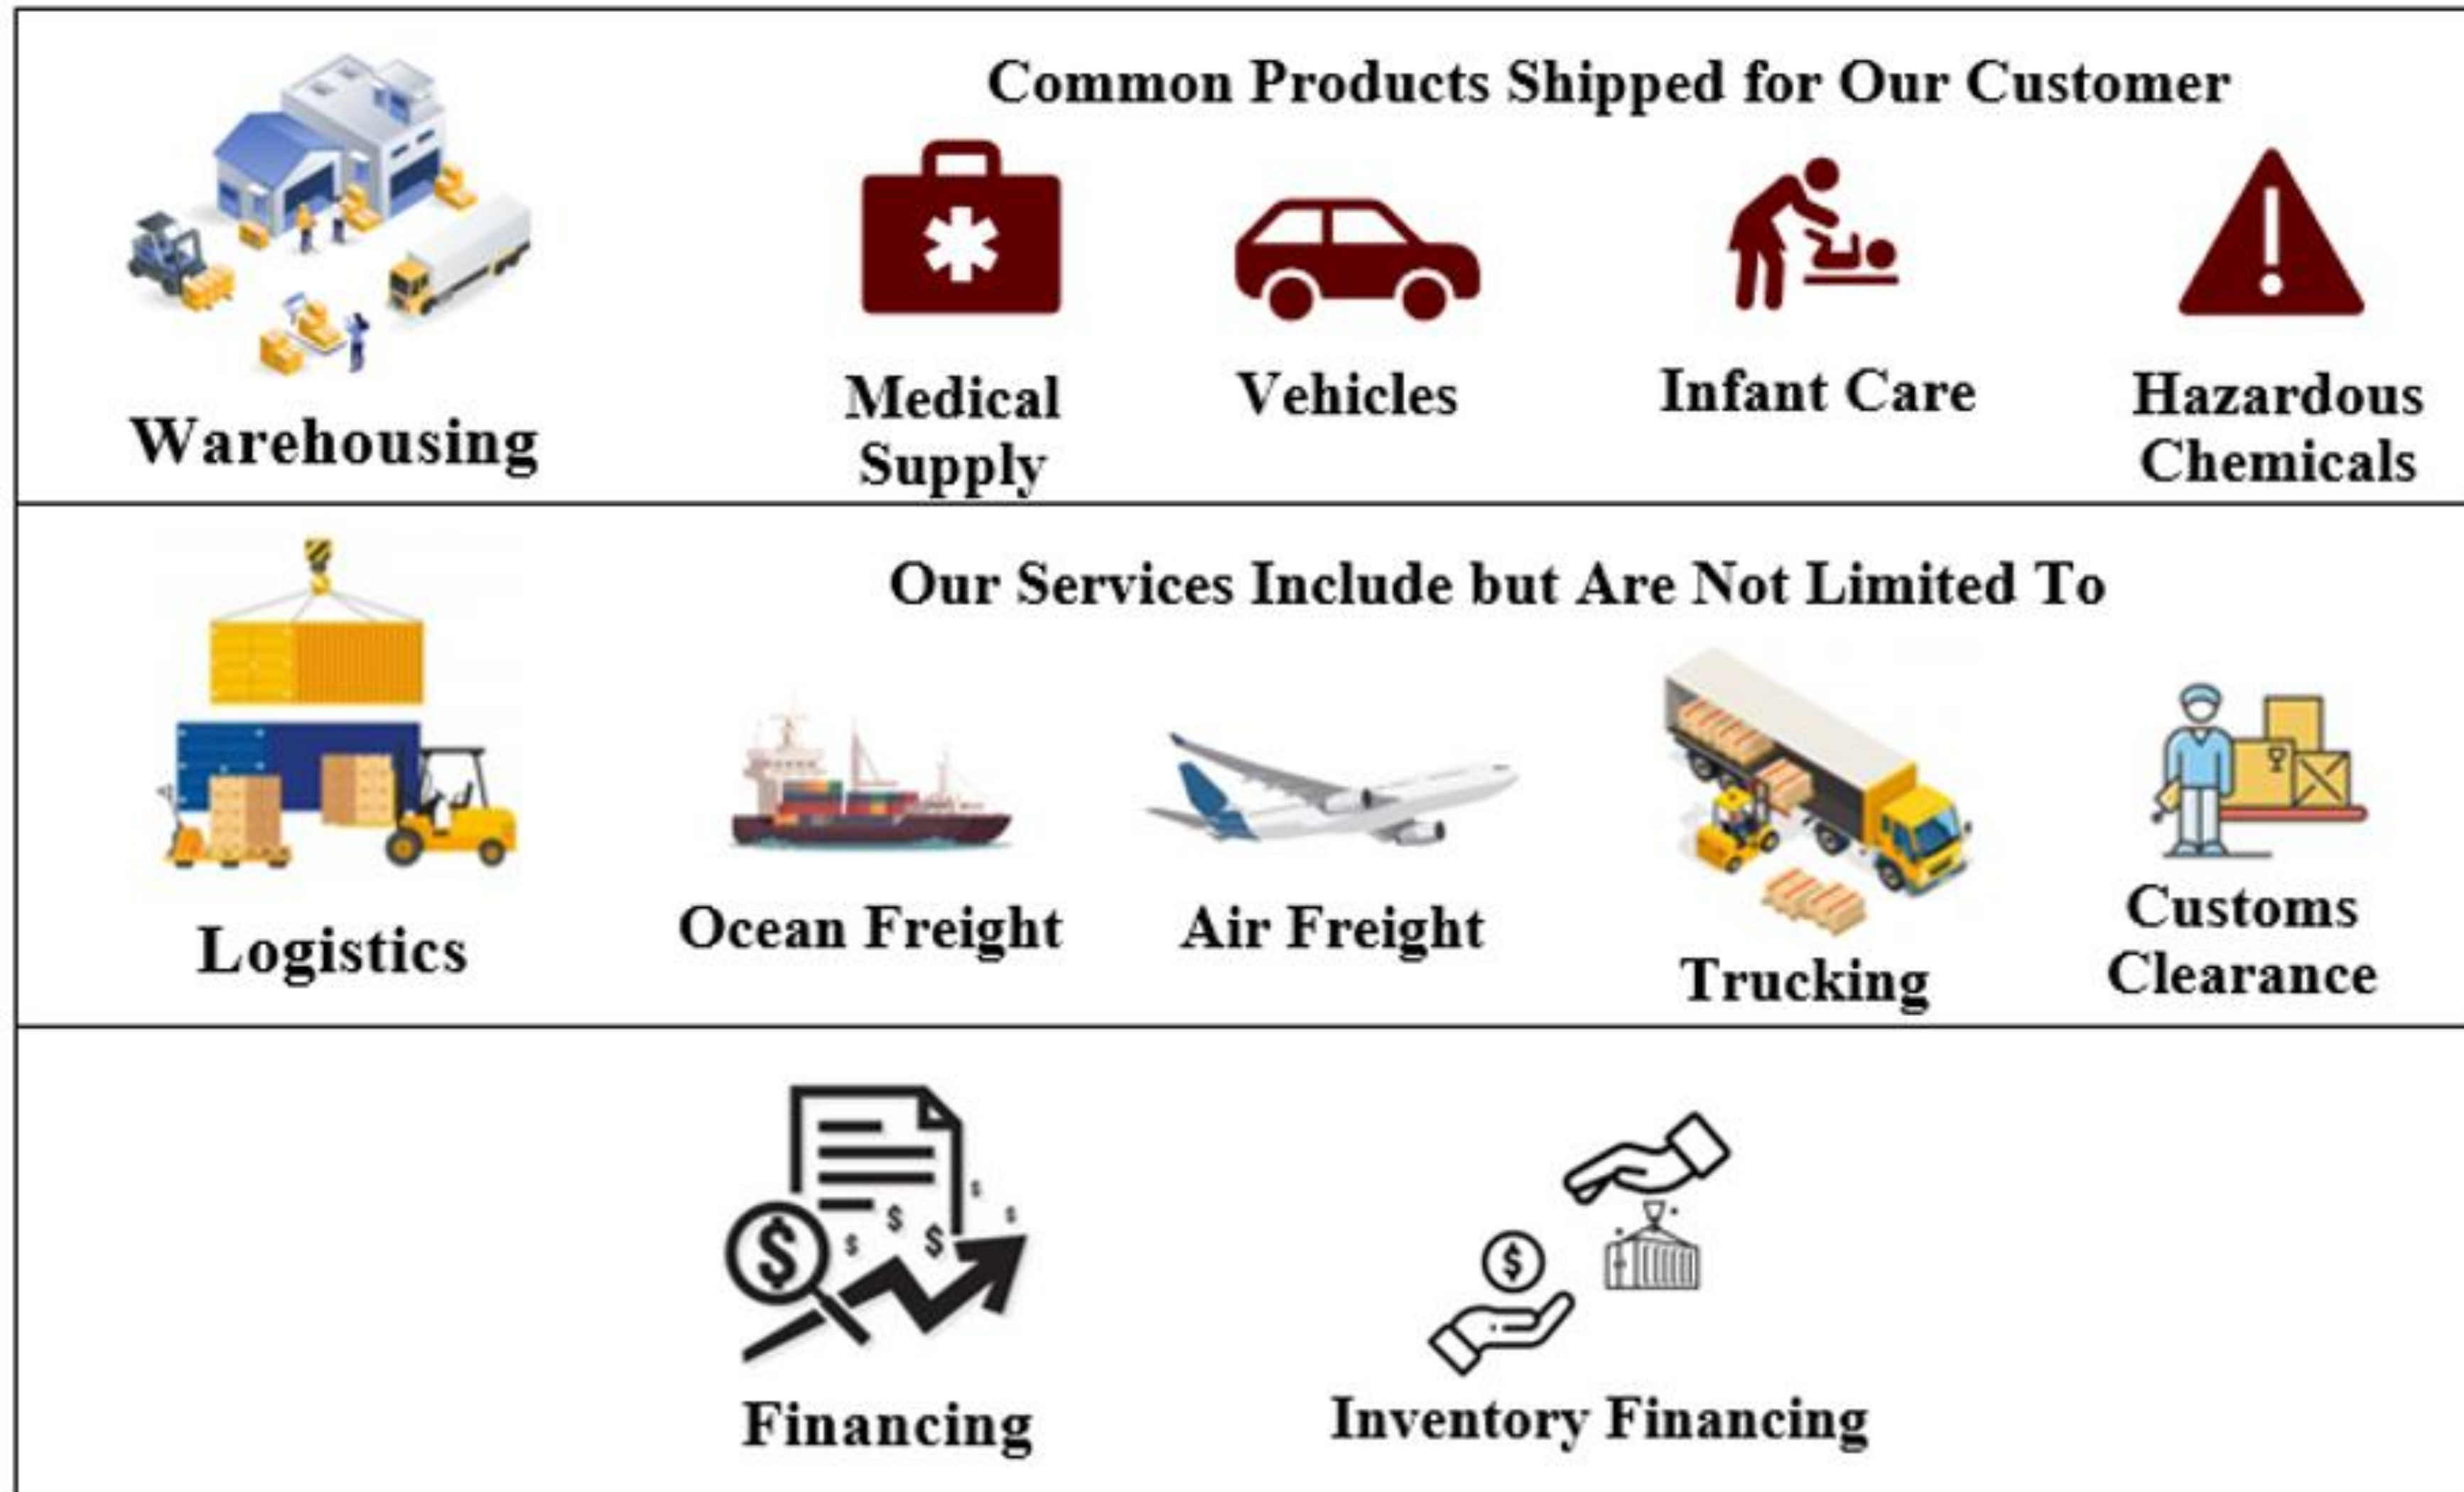 Common Products Shipped for Our Customer
Warehousing
Medical
Supply
Vehicles
Infant Care
Hazardous
Chemicals
Our Services Include but Are Not Limited To
Logistics
Ocean Freight
Air Freight
Trucking
Customs
Clearance
Financing
Inventory Financing